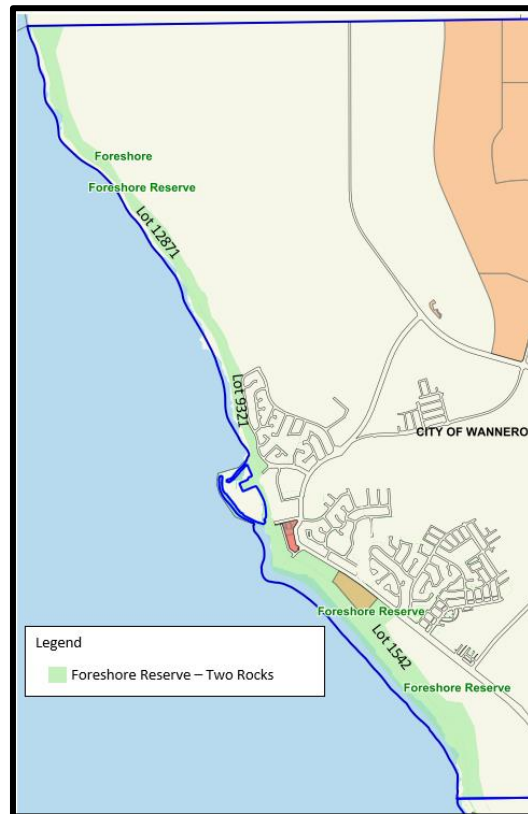 Foreshore
Foreshore Reserve
Lot 12871
Lot 9321
CITY OF WANNERO
Foreshore Reserve
Lot 1542
Foreshore Reserve
Legend
Foreshore Reserve – Two Rocks